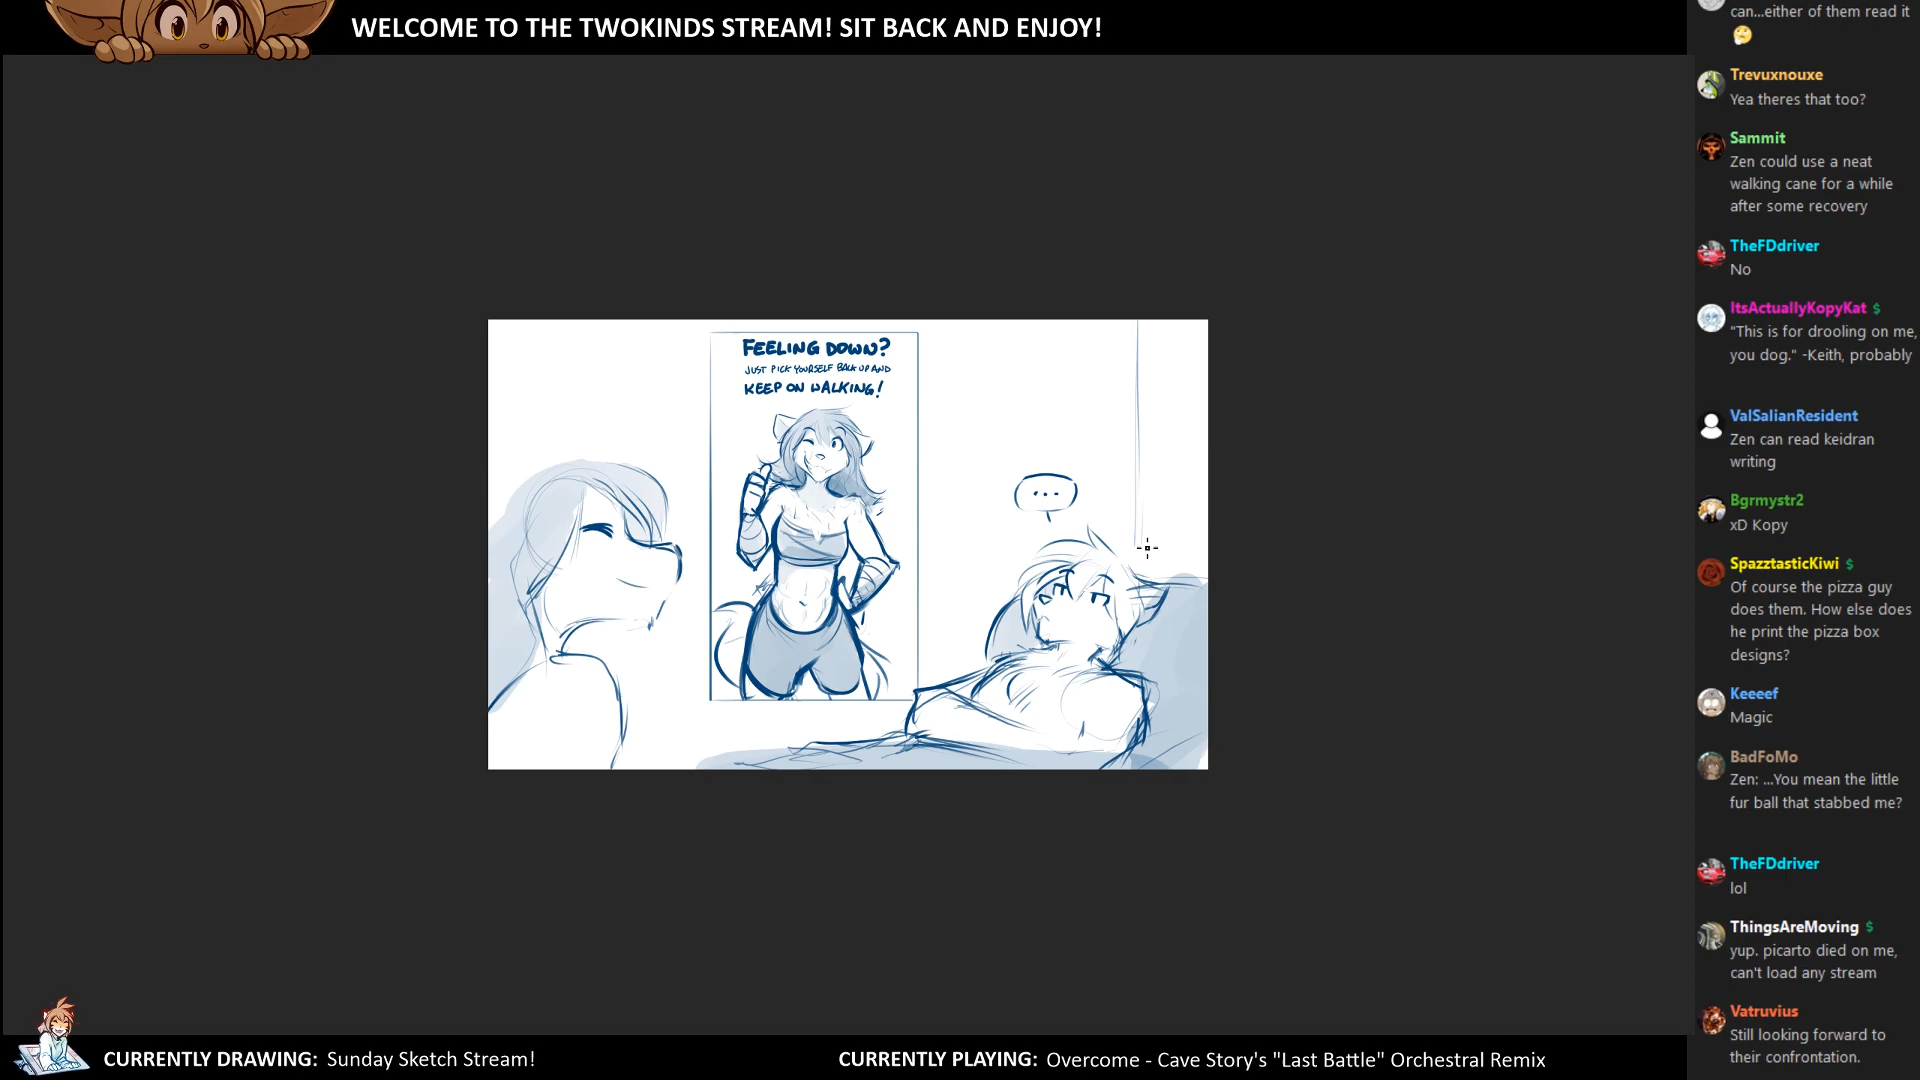 WELCOME TO THE TWOKINDS STREAM! SIT BACK AND ENJOY!
FEELING DOWN?
JUST PICK YOURSELF BACK UP AND
KEEP ON WALKING!
...
can...either of them read it
Trevuxnouxe
Yea theres that too?
Sammit
Zen could use a neat
walking cane for a while
after some recovery
TheFDdriver
No
ItsActuallyKopyKat $
"This is for drooling on me,
you dog." -Keith, probably
ValSalianResident
Zen can read keidran
writing
Bgrmystr2
xD Kopy
SpazztasticKiwi $
Of course the pizza guy
does them. How else does
he print the pizza box
designs?
Keeeef
Magic
BadFoMo
Zen: ...You mean the little
fur ball that stabbed me?
TheFDdriver
lol
ThingsAreMoving $
yup. picarto died on me,
can't load any stream
Vatruvius
Still looking forward to
their confrontation.
CURRENTLY DRAWING: Sunday Sketch Stream!
CURRENTLY PLAYING: Overcome - Cave Story's "Last Battle" Orchestral Remix